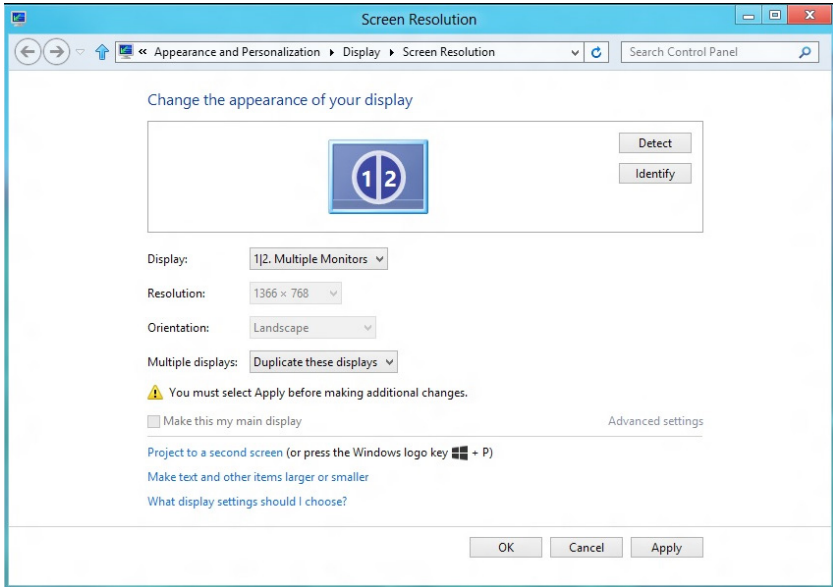 Screen Resolution
« Appearance and Personalization ▸ Display ▸ Screen Resolution
Search Control Panel
Change the appearance of your display
1|2
Detect
Identify
Display: 1|2. Multiple Monitors
Resolution: 1366 × 768
Orientation: Landscape
Multiple displays: Duplicate these displays
You must select Apply before making additional changes.
Make this my main display Advanced settings
Project to a second screen (or press the Windows logo key + P)
Make text and other items larger or smaller
What display settings should I choose?
OK Cancel Apply